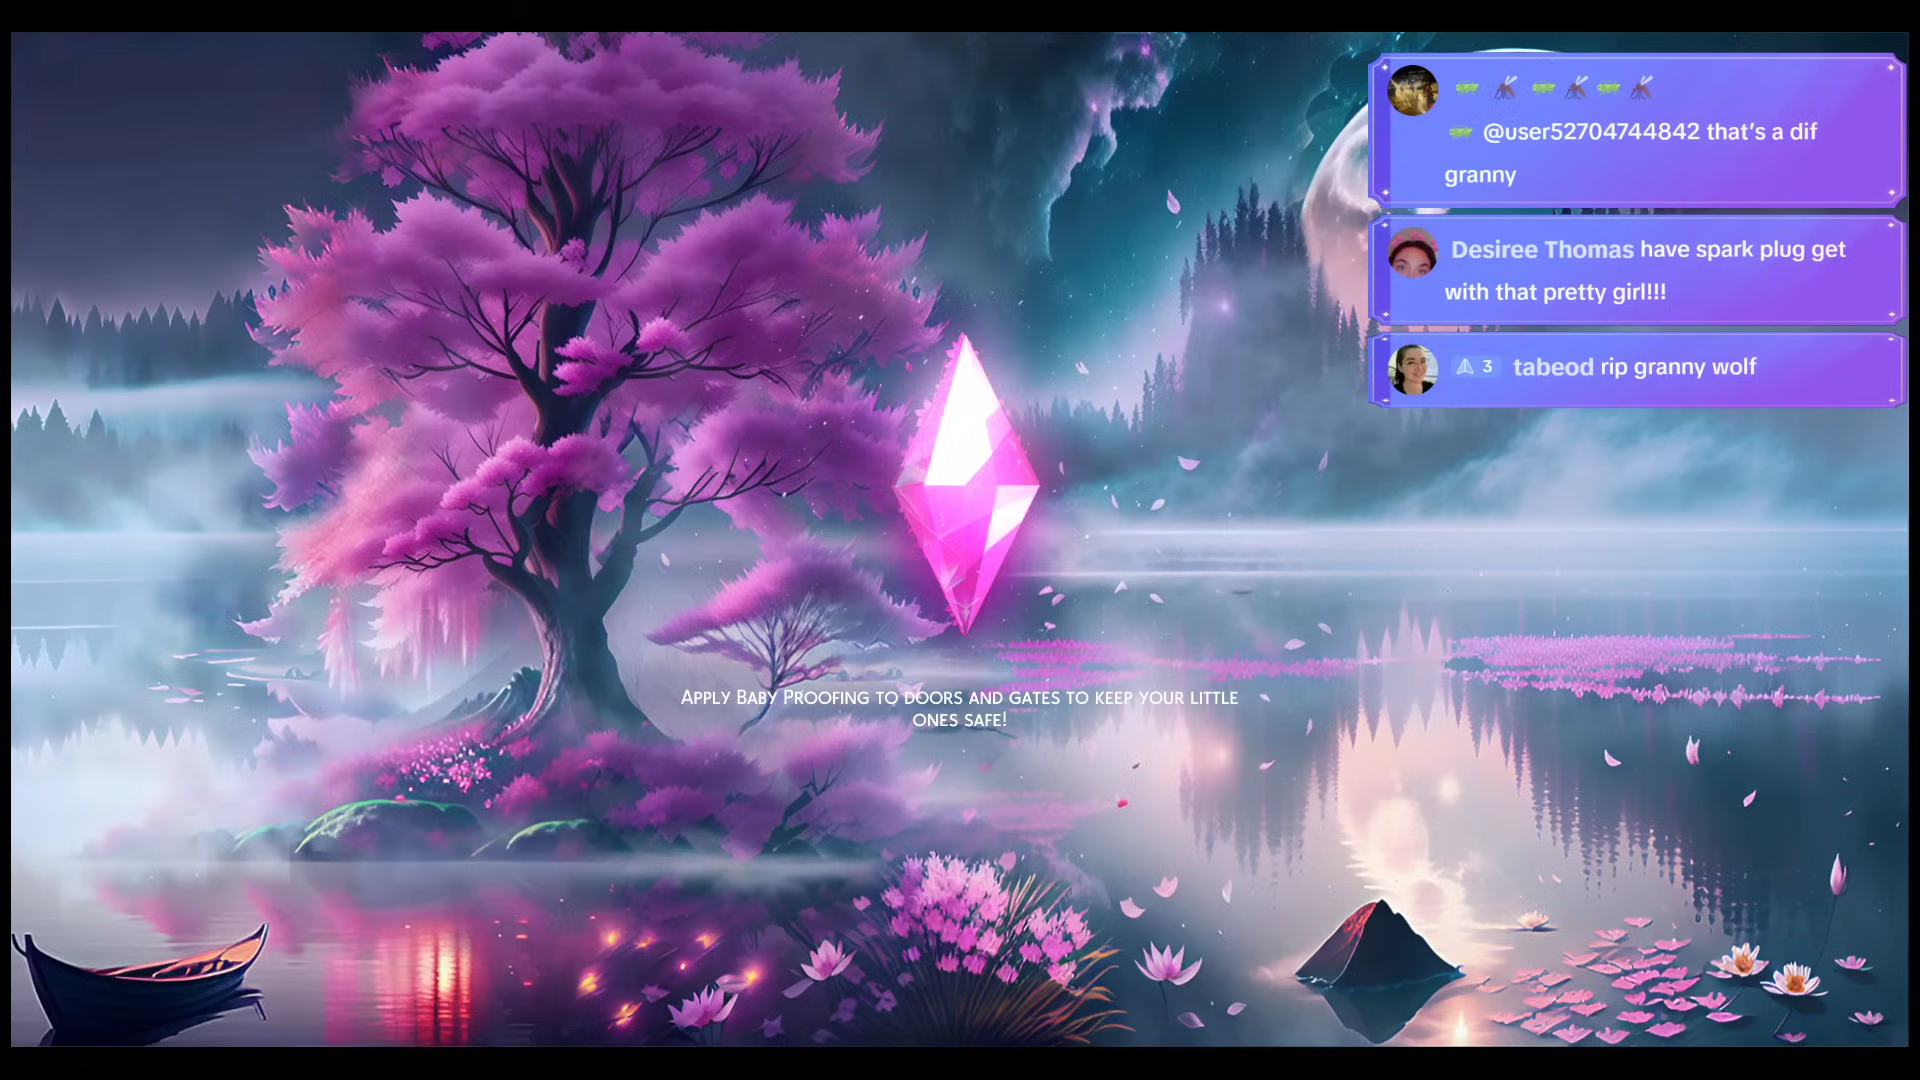 @user52704744842 that's a dif
granny
Desiree Thomas have spark plug get
with that pretty girl!!!
3 tabeod rip granny wolf
Apply Baby Proofing to doors and gates to keep your little
ones safe!